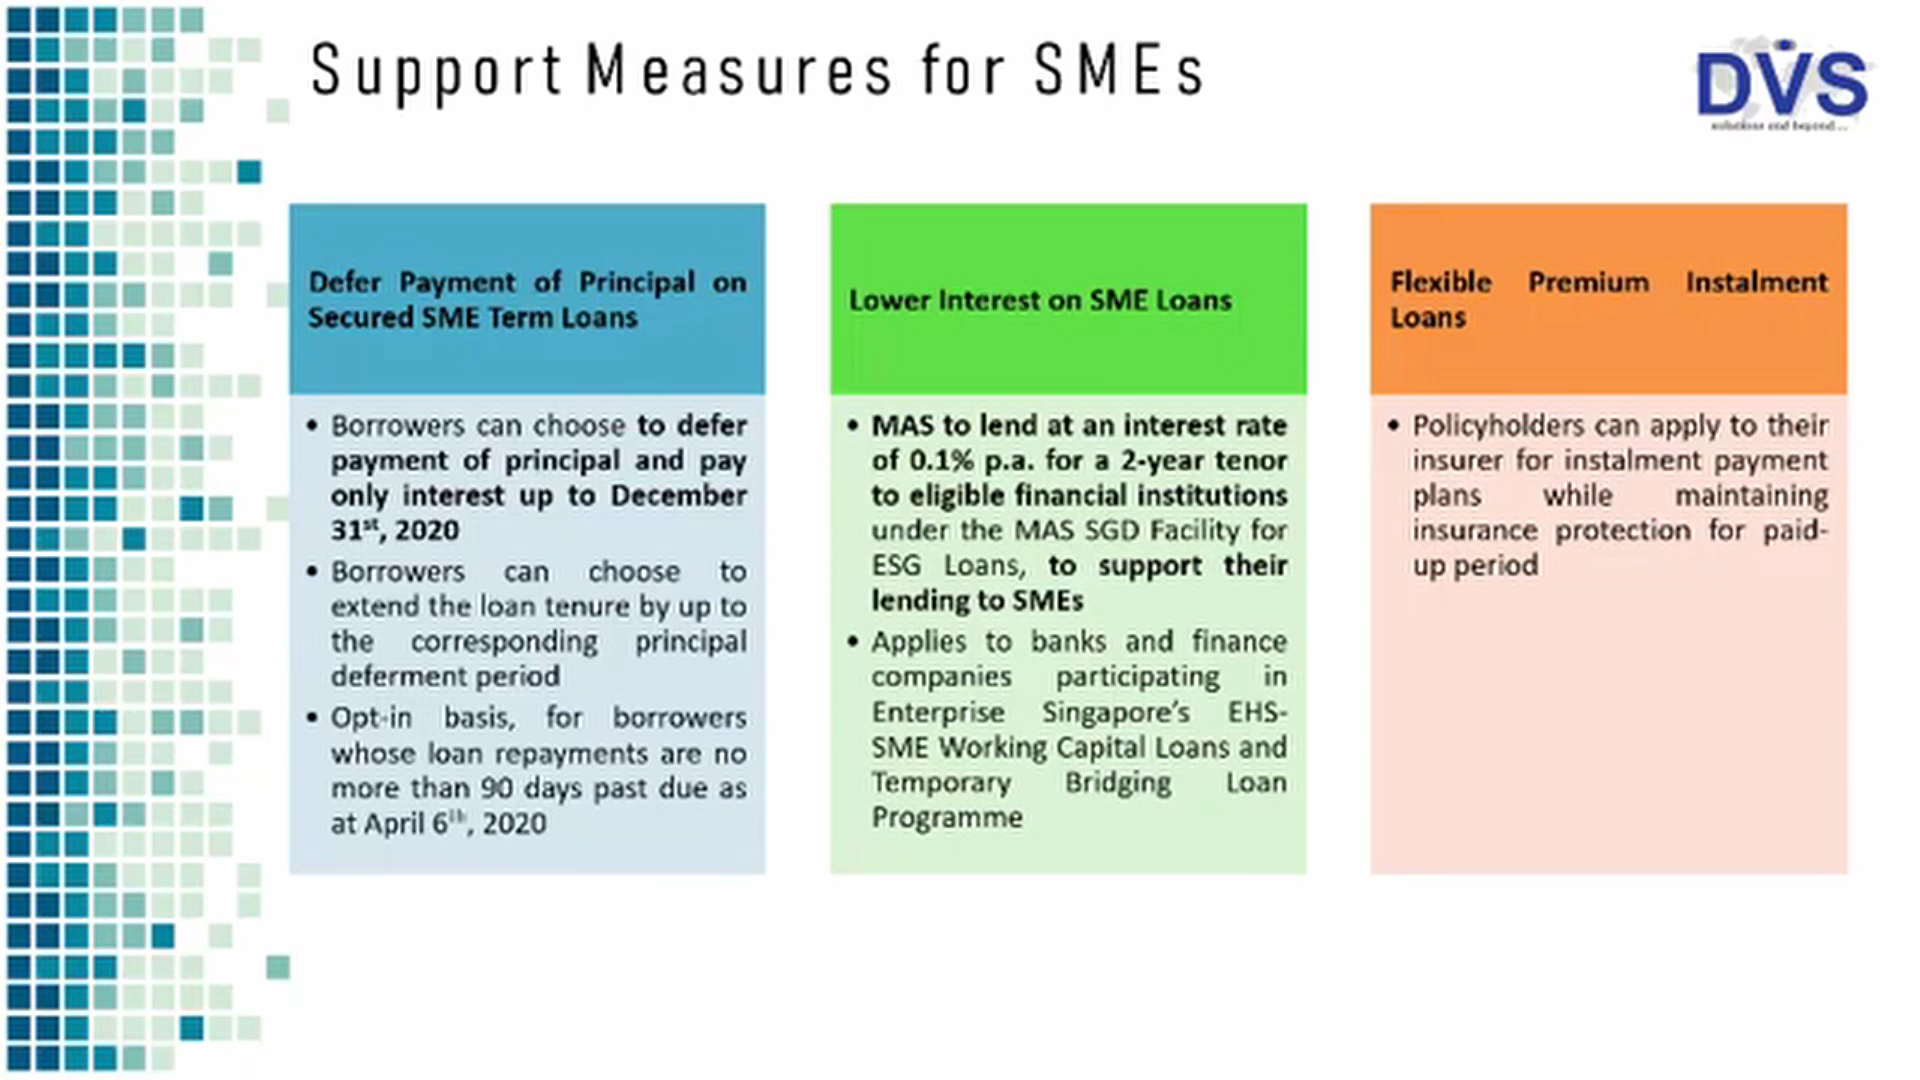 Support Measures for SMEs
DVS
solutions and beyond...
Defer Payment of Principal on
Secured SME Term Loans
• Borrowers can choose to defer
payment of principal and pay
only interest up to December
31st, 2020
• Borrowers can choose to
extend the loan tenure by up to
the corresponding principal
deferment period
• Opt-in basis, for borrowers
whose loan repayments are no
more than 90 days past due as
at April 6th, 2020
Lower Interest on SME Loans
• MAS to lend at an interest rate
of 0.1% p.a. for a 2-year tenor
to eligible financial institutions
under the MAS SGD Facility for
ESG Loans, to support their
lending to SMEs
• Applies to banks and finance
companies participating in
Enterprise Singapore's EHS-
SME Working Capital Loans and
Temporary Bridging Loan
Programme
Flexible Premium Instalment
Loans
• Policyholders can apply to their
insurer for instalment payment
plans while maintaining
insurance protection for paid-
up period